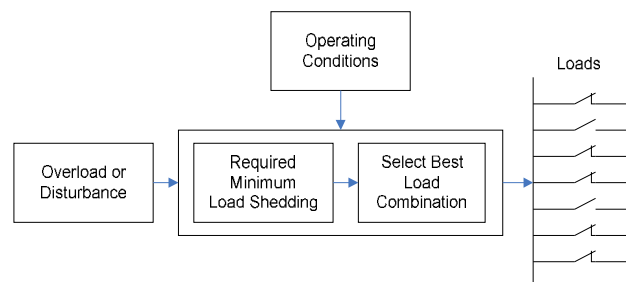 Operating
Conditions
Loads
Overload or
Disturbance
Required
Minimum
Load Shedding
Select Best
Load
Combination